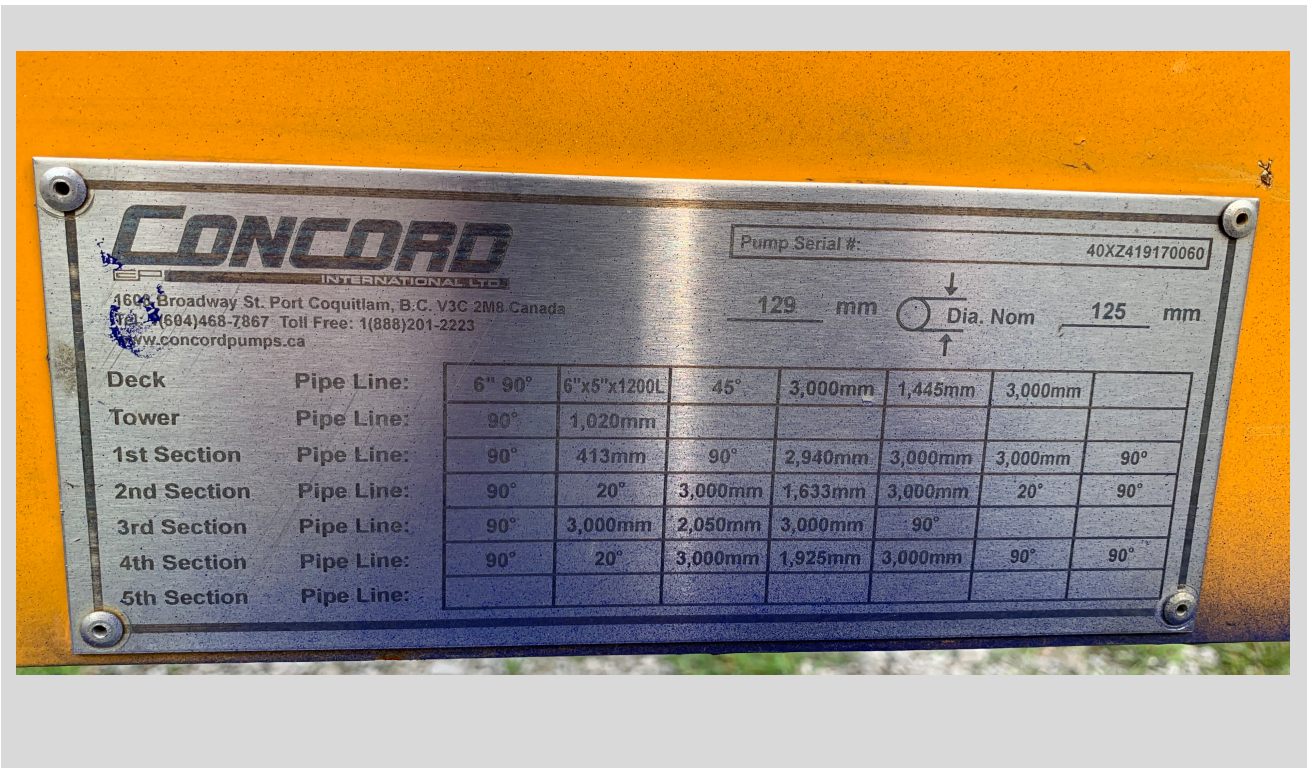 CONCORD
EP INTERNATIONAL LTD.
1608 Broadway St. Port Coquitlam, B.C. V3C 2M8 Canada
Tel: 1(604)468-7867 Toll Free: 1(888)201-2223
www.concordpumps.ca
Pump Serial #: 40XZ419170060
129 mm Dia. Nom 125 mm
Deck Pipe Line: 6" 90° 6"x5"x1200L 45° 3,000mm 1,445mm 3,000mm
Tower Pipe Line: 90° 1,020mm
1st Section Pipe Line: 90° 413mm 90° 2,940mm 3,000mm 3,000mm 90°
2nd Section Pipe Line: 90° 20° 3,000mm 1,633mm 3,000mm 20° 90°
3rd Section Pipe Line: 90° 3,000mm 2,050mm 3,000mm 90°
4th Section Pipe Line: 90° 20° 3,000mm 1,925mm 3,000mm 90° 90°
5th Section Pipe Line: